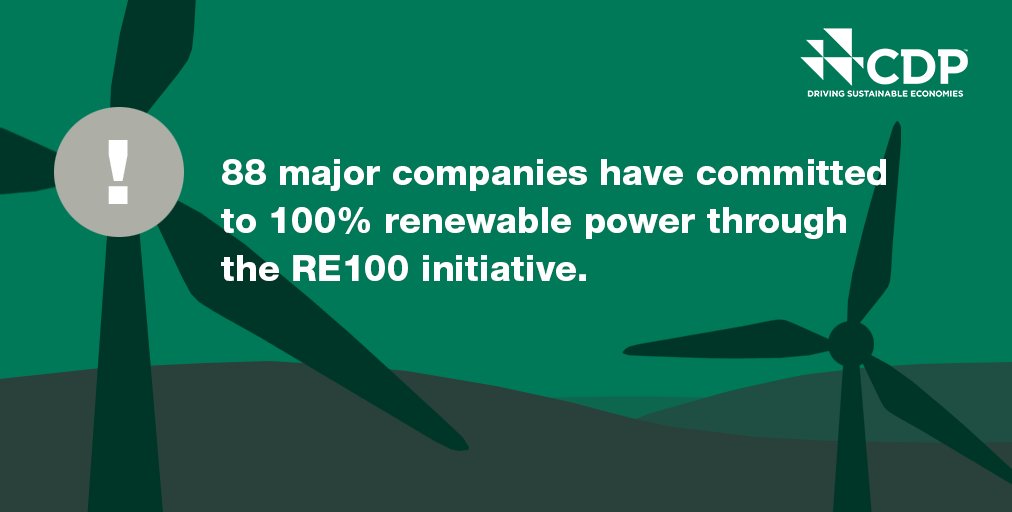 CDP
DRIVING SUSTAINABLE ECONOMIES
!
88 major companies have committed
to 100% renewable power through
the RE100 initiative.